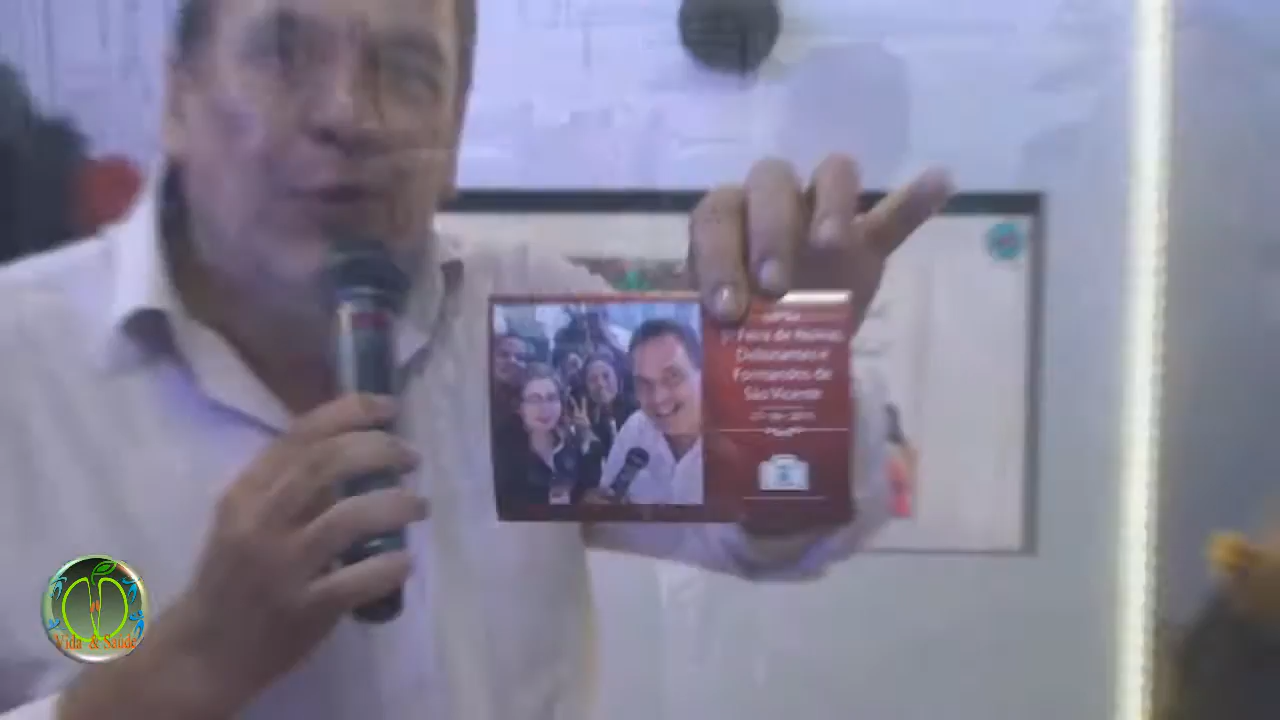 Feira de Noivas,
Debutantes e
Formandos de
São Vicente
Vida & Saúde